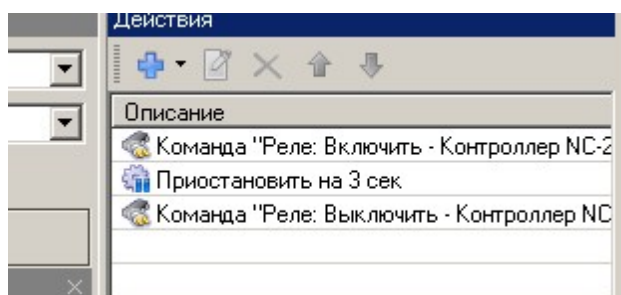 Действия
Описание
Команда "Реле: Включить - Контроллер NC-2
Приостановить на 3 сек
Команда "Реле: Выключить - Контроллер NC